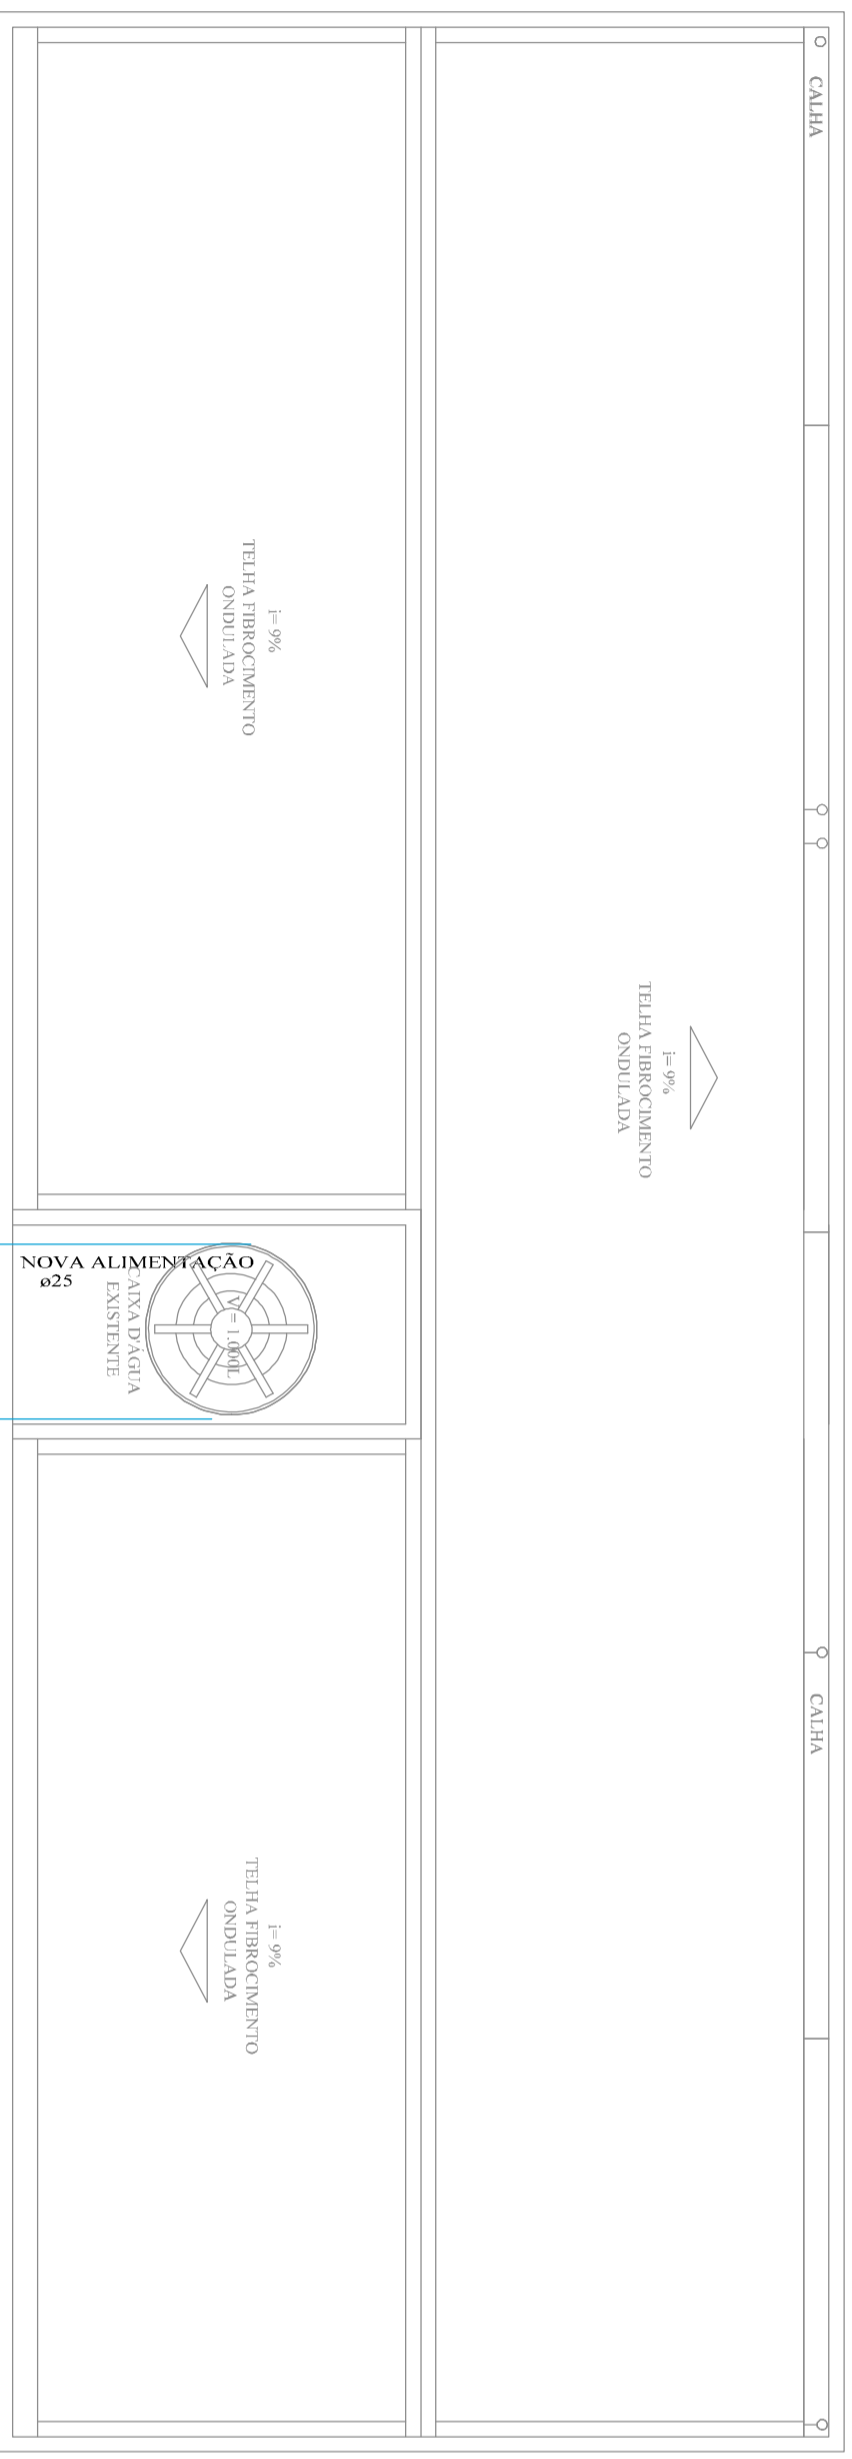 CALHA
i= 9%
TELHA FIBROCIMENTO
ONDULADA
i= 9%
TELHA FIBROCIMENTO
ONDULADA
NOVA ALIMENTAÇÃO
ø25
V = 1.000L
CAIXA D'ÁGUA
EXISTENTE
CALHA
i= 9%
TELHA FIBROCIMENTO
ONDULADA